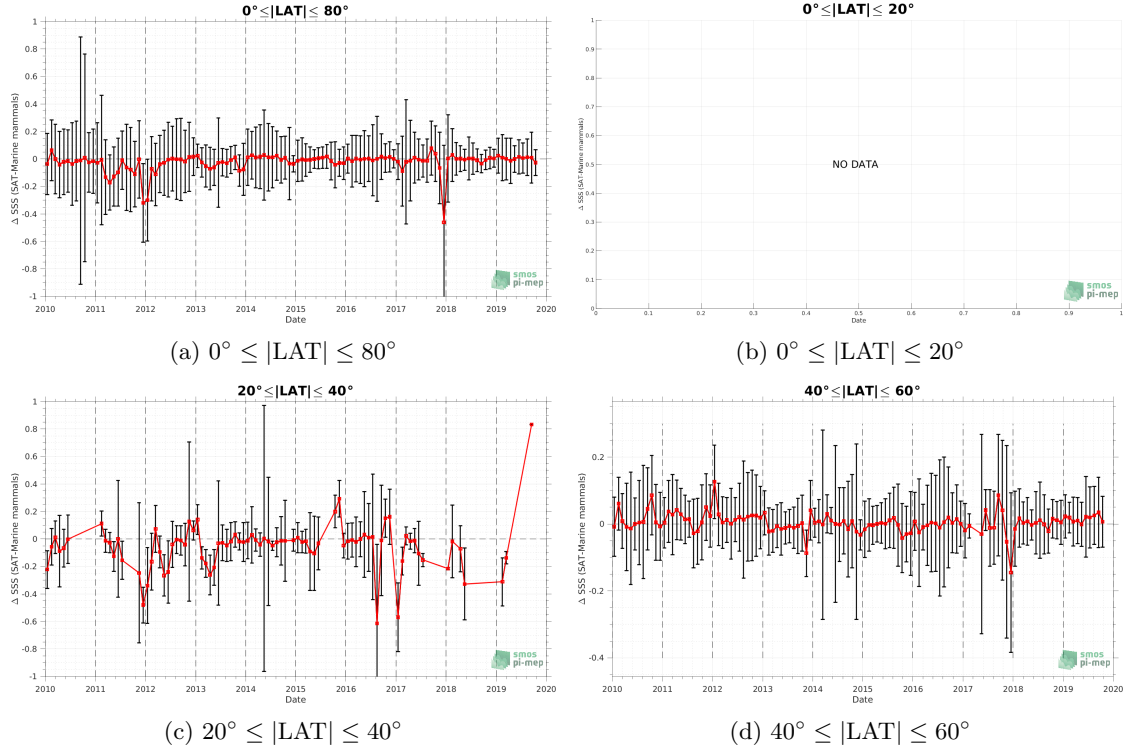 0°≤|LAT|≤ 80°
1
0.8
0.6
0.4
0.2
0
-0.2
-0.4
-0.6
-0.8
-1
Δ SSS (SAT-Marine mammals)
2010 2011 2012 2013 2014 2015 2016 2017 2018 2019 2020
Date
smos
pi-mep
(a) 0° ≤ |LAT| ≤ 80°
0°≤|LAT|≤ 20°
1
0.9
0.8
0.7
0.6
0.5
0.4
0.3
0.2
0.1
0
Δ SSS (SAT-Marine mammals)
NO DATA
0 0.1 0.2 0.3 0.4 0.5 0.6 0.7 0.8 0.9 1
Date
smos
pi-mep
(b) 0° ≤ |LAT| ≤ 20°
20°≤|LAT|≤ 40°
1
0.8
0.6
0.4
0.2
0
-0.2
-0.4
-0.6
-0.8
-1
Δ SSS (SAT-Marine mammals)
2010 2011 2012 2013 2014 2015 2016 2017 2018 2019 2020
Date
smos
pi-mep
(c) 20° ≤ |LAT| ≤ 40°
40°≤|LAT|≤ 60°
0.2
0
-0.2
-0.4
Δ SSS (SAT-Marine mammals)
2010 2011 2012 2013 2014 2015 2016 2017 2018 2019 2020
Date
smos
pi-mep
(d) 40° ≤ |LAT| ≤ 60°